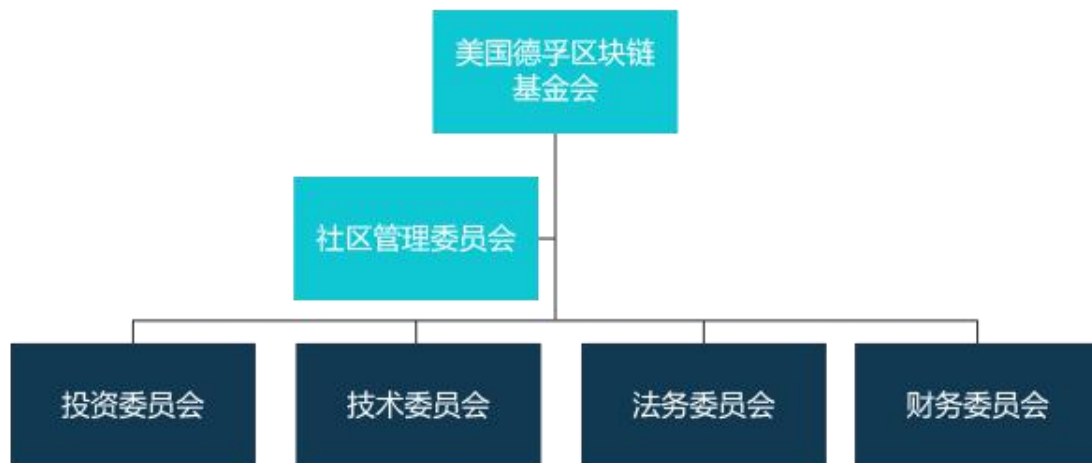 美国德孚区块链
基金会
社区管理委员会
投资委员会
技术委员会
法务委员会
财务委员会